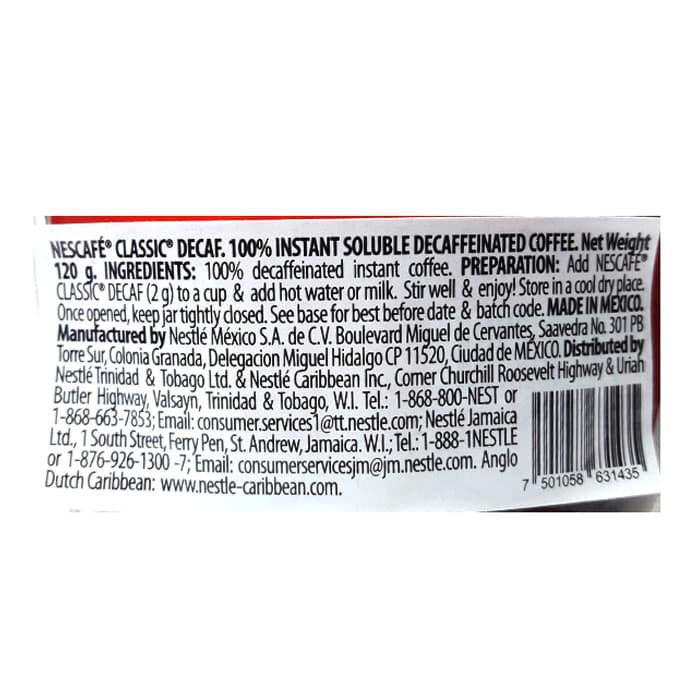 NESCAFÉ® CLASSIC® DECAF. 100% INSTANT SOLUBLE DECAFFEINATED COFFEE. Net Weight
120 g. INGREDIENTS: 100% decaffeinated instant coffee. PREPARATION: Add NESCAFÉ®
CLASSIC® DECAF (2 g) to a cup & add hot water or milk. Stir well & enjoy! Store in a cool dry place.
Once opened, keep jar tightly closed. See base for best before date & batch code. MADE IN MEXICO.
Manufactured by Nestlé México S.A. de C.V. Boulevard Miguel de Cervantes, Saavedra No. 301 PB
Torre Sur, Colonia Granada, Delegacion Miguel Hidalgo CP 11520, Ciudad de MÉXICO. Distributed by
Nestlé Trinidad & Tobago Ltd. & Nestlé Caribbean Inc., Corner Churchill Roosevelt Highway & Uriah
Butler Highway, Valsayn, Trinidad & Tobago, W.I. Tel.: 1-868-800-NEST or
1-868-663-7853; Email: consumer.services1@tt.nestle.com; Nestlé Jamaica
Ltd., 1 South Street, Ferry Pen, St. Andrew, Jamaica. W.I.; Tel.: 1-888-1NESTLE
or 1-876-926-1300 -7; Email: consumerservicesjm@jm.nestle.com. Anglo
Dutch Caribbean: www.nestle-caribbean.com.
7 501058 631435